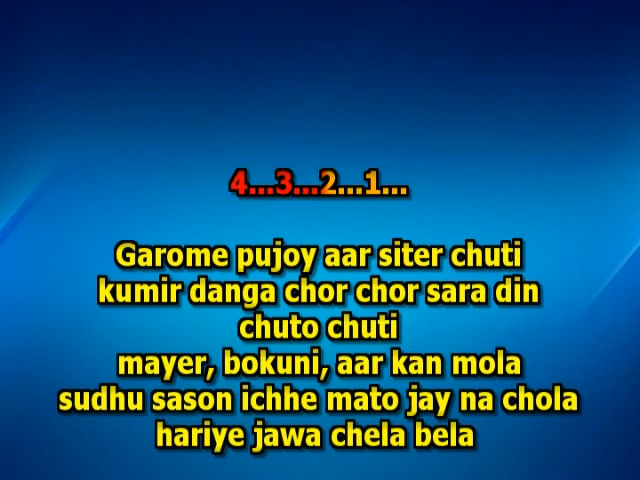 4...3...2...1...
Garome pujoy aar siter chuti
kumir danga chor chor sara din
chuto chuti
mayer, bokuni, aar kan mola
sudhu sason ichhe mato jay na chola
hariye jawa chela bela